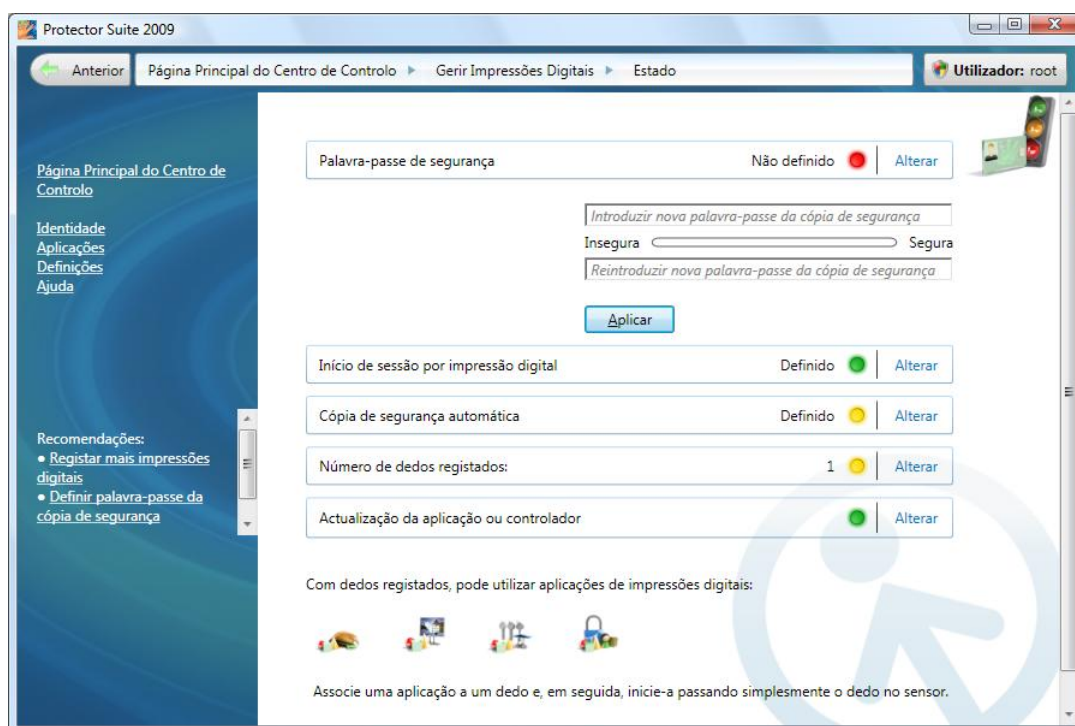 Protector Suite 2009
Anterior
Página Principal do Centro de Controlo
Gerir Impressões Digitais
Estado
Utilizador: root
Página Principal do Centro de
Controlo
Identidade
Aplicações
Definições
Ajuda
Recomendações:
• Registar mais impressões
digitais
• Definir palavra-passe da
cópia de segurança
Palavra-passe de segurança Não definido Alterar
Introduzir nova palavra-passe da cópia de segurança
Insegura Segura
Reintroduzir nova palavra-passe da cópia de segurança
Aplicar
Início de sessão por impressão digital Definido Alterar
Cópia de segurança automática Definido Alterar
Número de dedos registados: 1 Alterar
Actualização da aplicação ou controlador Alterar
Com dedos registados, pode utilizar aplicações de impressões digitais:
Associe uma aplicação a um dedo e, em seguida, inicie-a passando simplesmente o dedo no sensor.